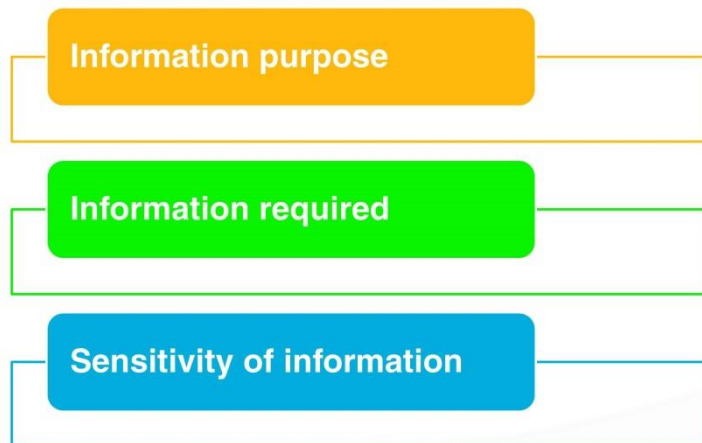 Information purpose
Information required
Sensitivity of information